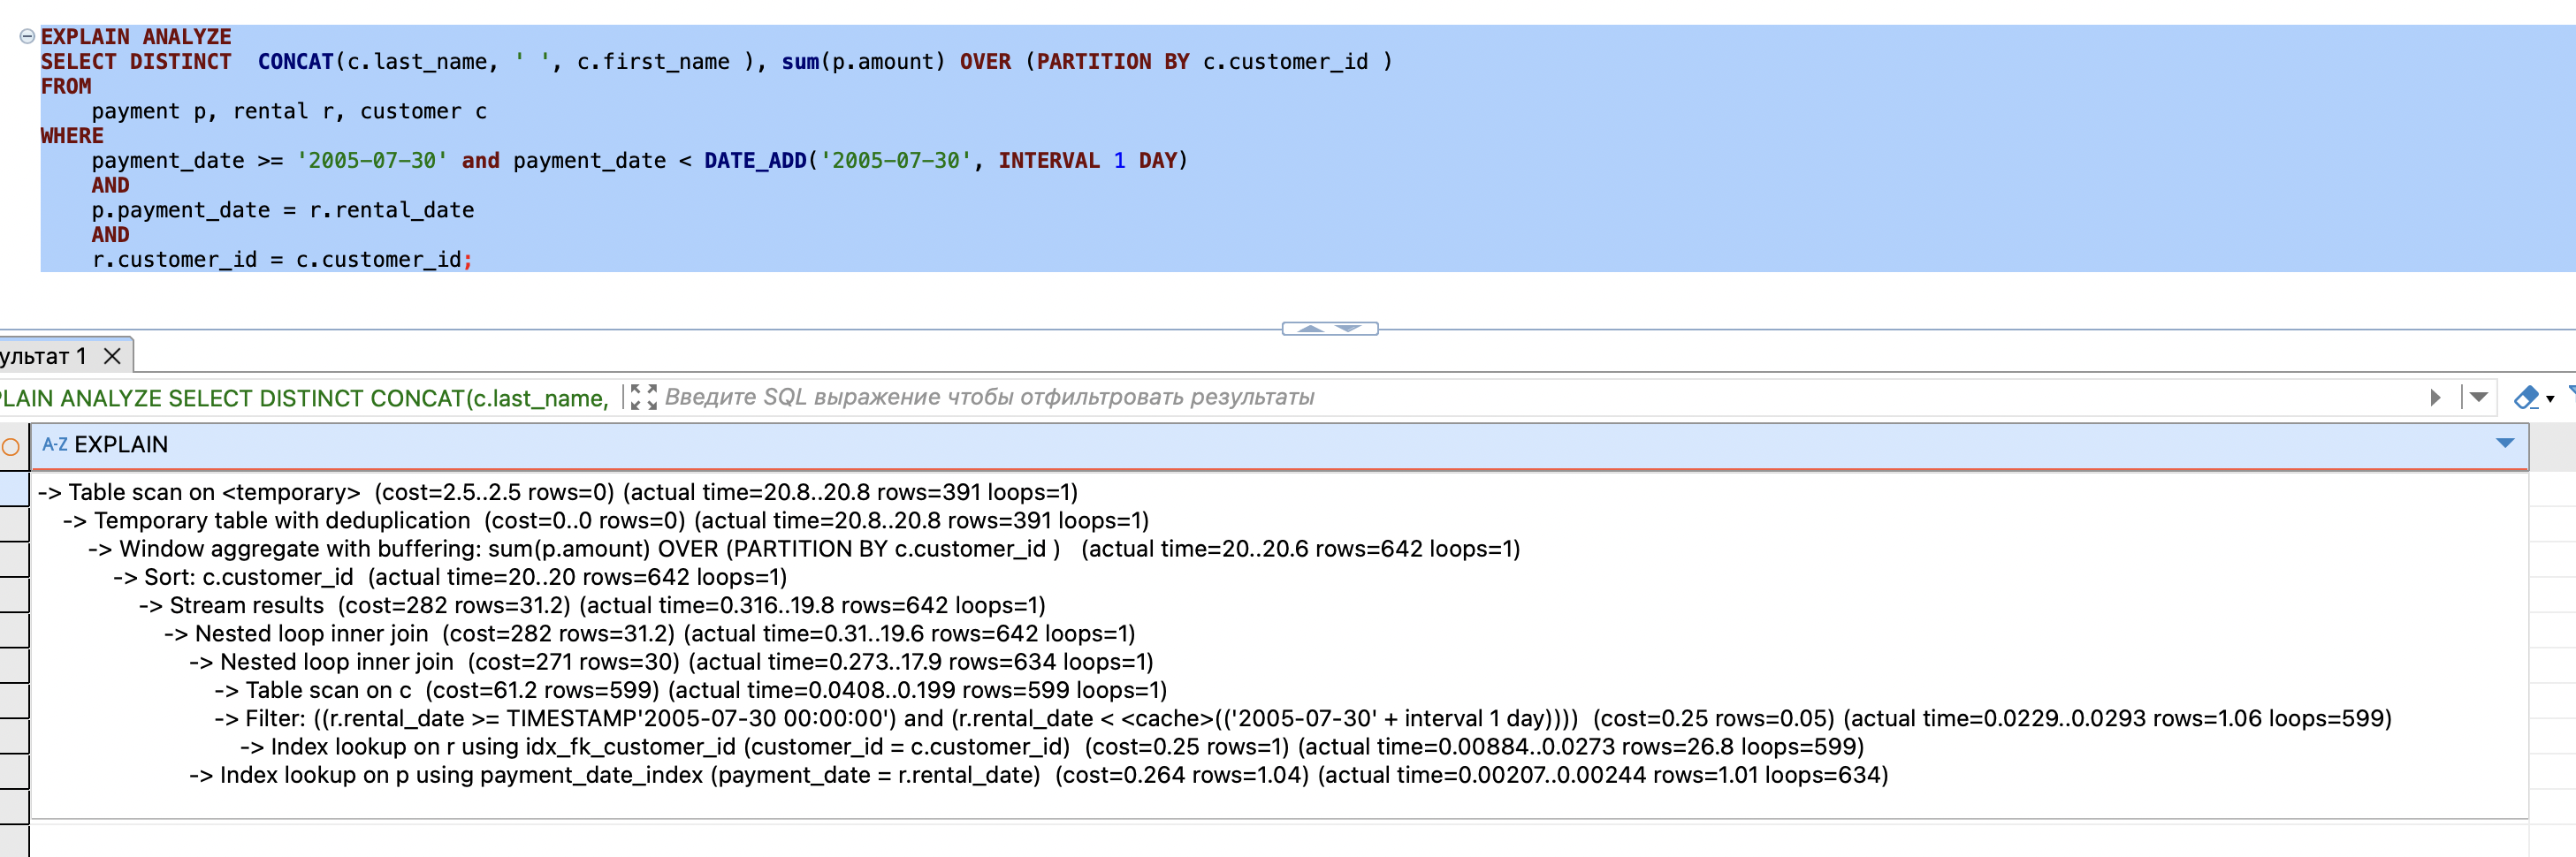 EXPLAIN ANALYZE
SELECT DISTINCT  CONCAT(c.last_name, ' ', c.first_name ), sum(p.amount) OVER (PARTITION BY c.customer_id )
FROM
    payment p, rental r, customer c
WHERE
    payment_date >= '2005-07-30' and payment_date < DATE_ADD('2005-07-30', INTERVAL 1 DAY)
    AND
    p.payment_date = r.rental_date
    AND
    r.customer_id = c.customer_id;
ультат 1
PLAIN ANALYZE SELECT DISTINCT CONCAT(c.last_name, Введите SQL выражение чтобы отфильтровать результаты
A-Z EXPLAIN
-> Table scan on <temporary>  (cost=2.5..2.5 rows=0) (actual time=20.8..20.8 rows=391 loops=1)
    -> Temporary table with deduplication  (cost=0..0 rows=0) (actual time=20.8..20.8 rows=391 loops=1)
        -> Window aggregate with buffering: sum(p.amount) OVER (PARTITION BY c.customer_id )   (actual time=20..20.6 rows=642 loops=1)
            -> Sort: c.customer_id  (actual time=20..20 rows=642 loops=1)
                -> Stream results  (cost=282 rows=31.2) (actual time=0.316..19.8 rows=642 loops=1)
                    -> Nested loop inner join  (cost=282 rows=31.2) (actual time=0.31..19.6 rows=642 loops=1)
                        -> Nested loop inner join  (cost=271 rows=30) (actual time=0.273..17.9 rows=634 loops=1)
                            -> Table scan on c  (cost=61.2 rows=599) (actual time=0.0408..0.199 rows=599 loops=1)
                            -> Filter: ((r.rental_date >= TIMESTAMP'2005-07-30 00:00:00') and (r.rental_date < <cache>(('2005-07-30' + interval 1 day))))  (cost=0.25 rows=0.05) (actual time=0.0229..0.0293 rows=1.06 loops=599)
                                -> Index lookup on r using idx_fk_customer_id (customer_id = c.customer_id)  (cost=0.25 rows=1) (actual time=0.00884..0.0273 rows=26.8 loops=599)
                        -> Index lookup on p using payment_date_index (payment_date = r.rental_date)  (cost=0.264 rows=1.04) (actual time=0.00207..0.00244 rows=1.01 loops=634)